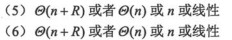 （5）Θ(n + R) 或者 Θ(n) 或 n 或线性
（6）Θ(n + R) 或者 Θ(n) 或 n 或线性